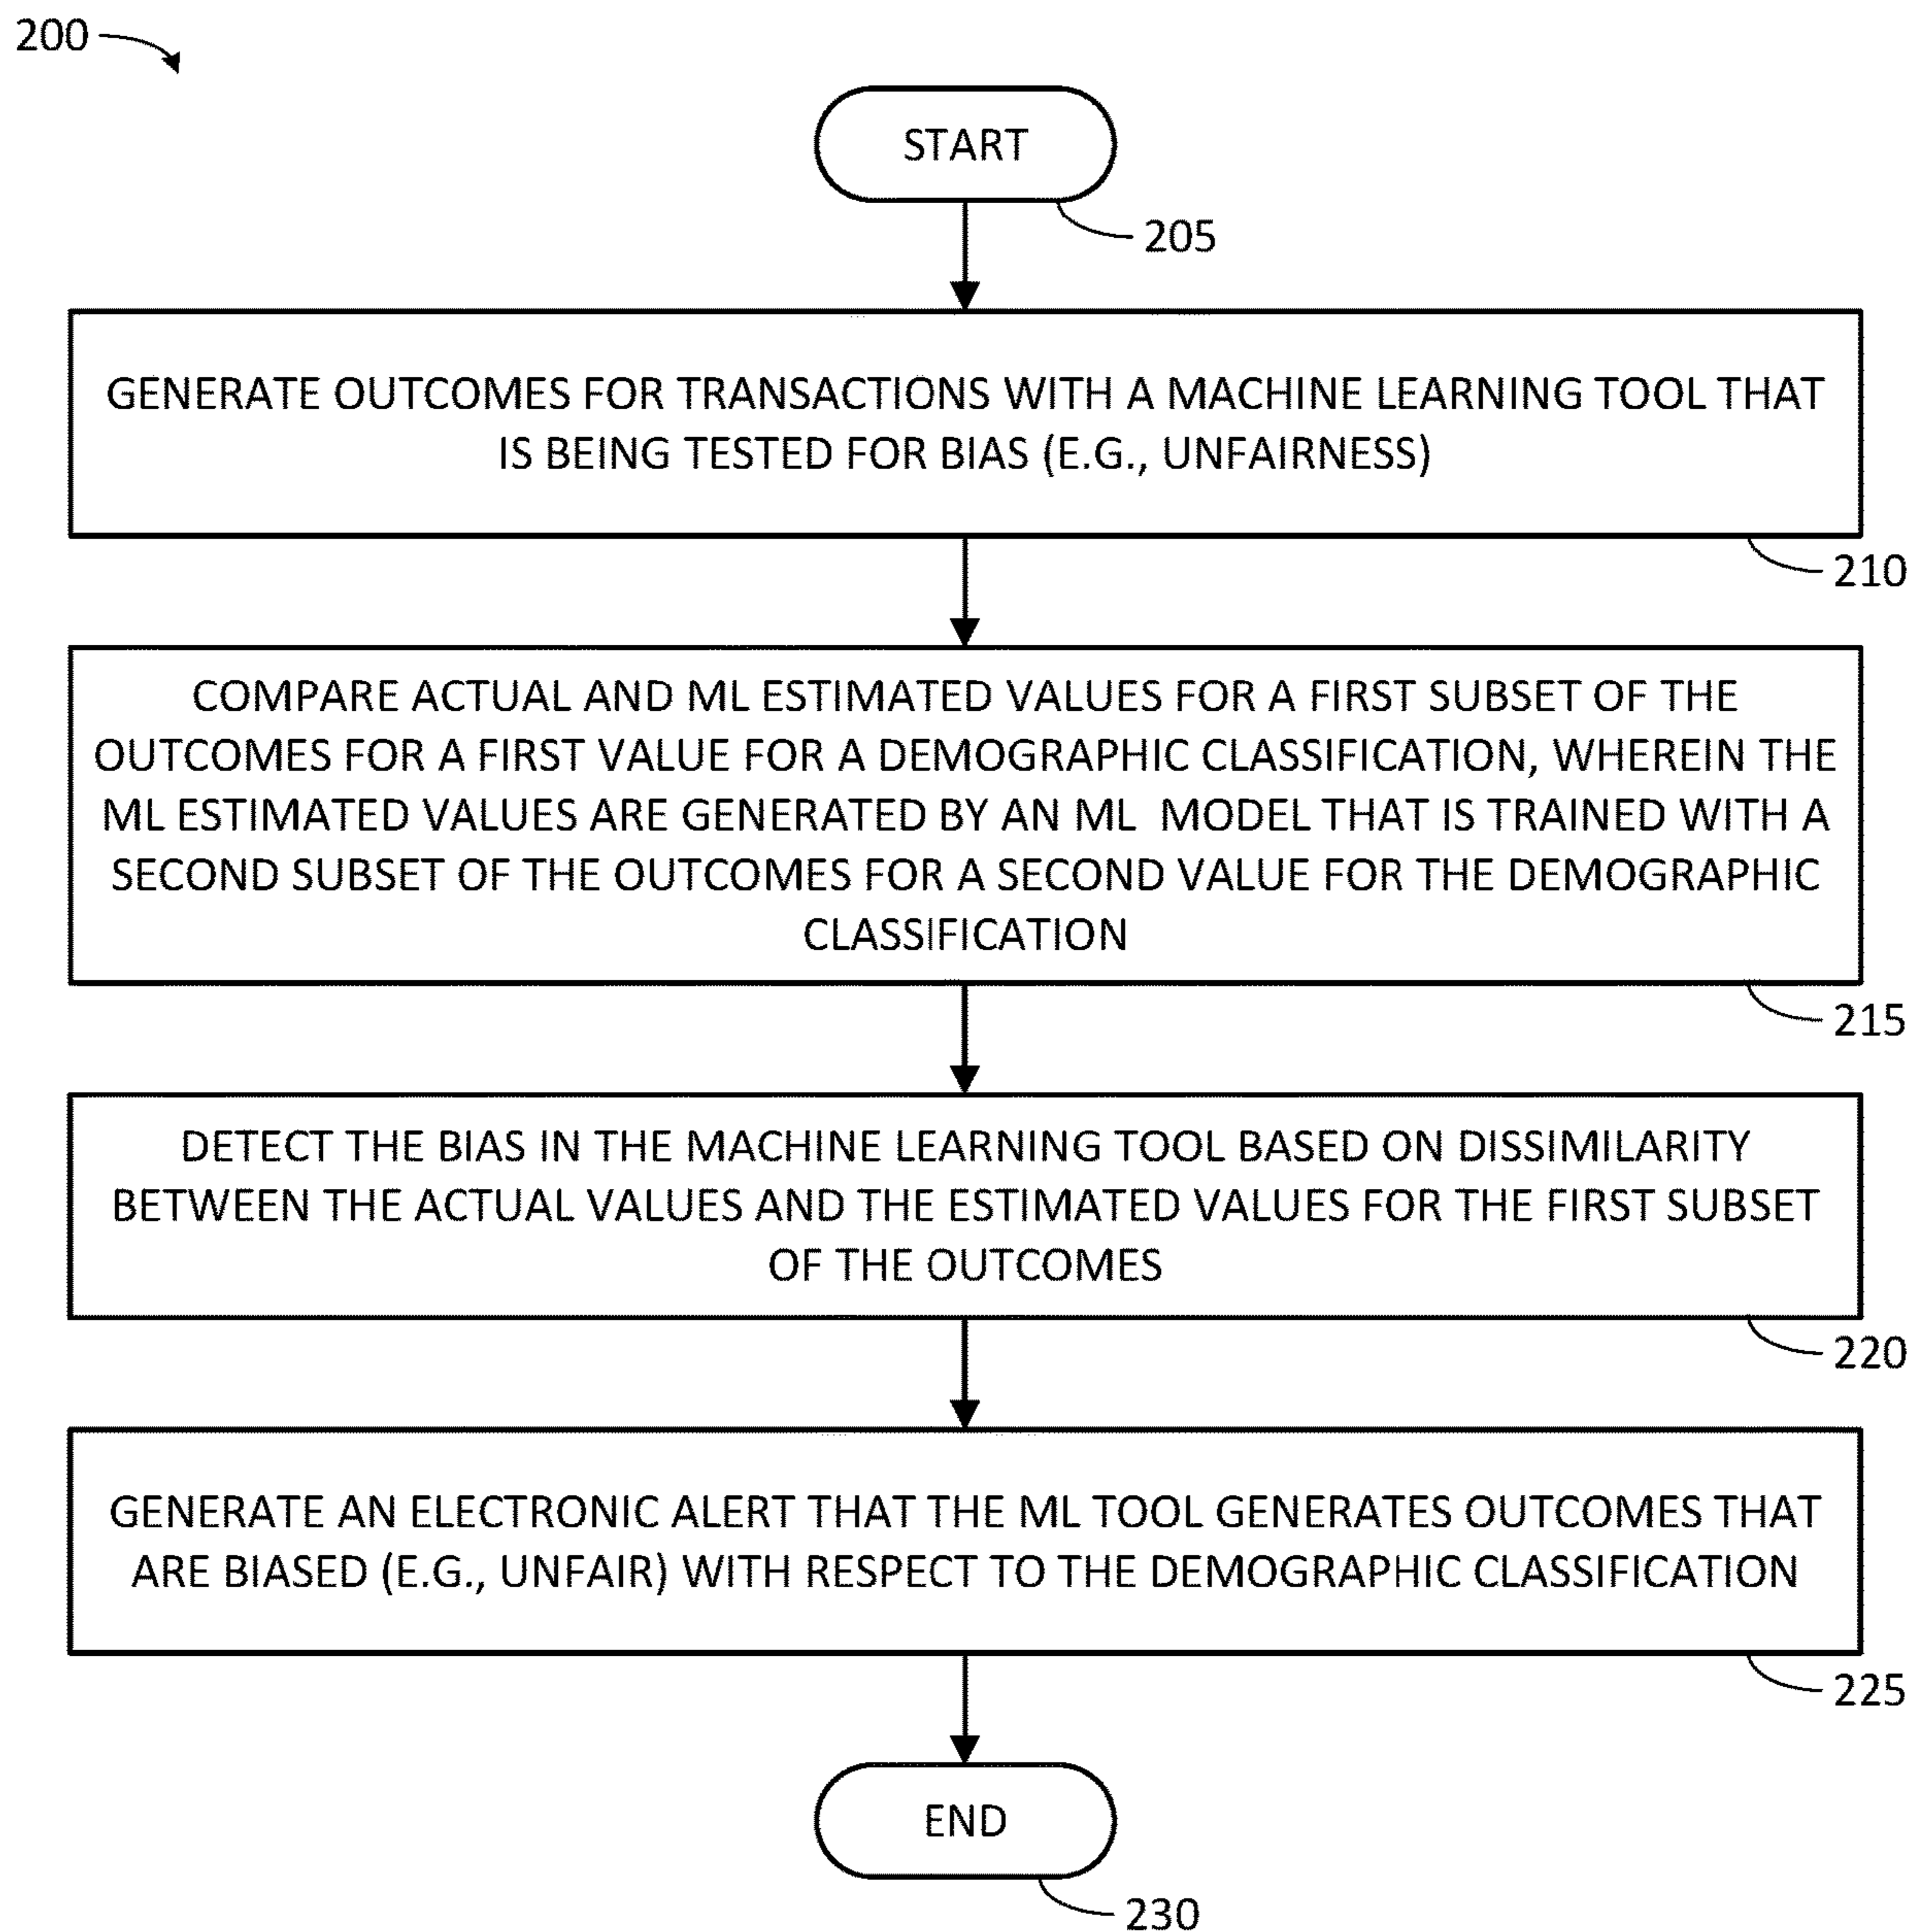 200
START
205
GENERATE OUTCOMES FOR TRANSACTIONS WITH A MACHINE LEARNING TOOL THAT
IS BEING TESTED FOR BIAS (E.G., UNFAIRNESS)
210
COMPARE ACTUAL AND ML ESTIMATED VALUES FOR A FIRST SUBSET OF THE
OUTCOMES FOR A FIRST VALUE FOR A DEMOGRAPHIC CLASSIFICATION, WHEREIN THE
ML ESTIMATED VALUES ARE GENERATED BY AN ML MODEL THAT IS TRAINED WITH A
SECOND SUBSET OF THE OUTCOMES FOR A SECOND VALUE FOR THE DEMOGRAPHIC
CLASSIFICATION
215
DETECT THE BIAS IN THE MACHINE LEARNING TOOL BASED ON DISSIMILARITY
BETWEEN THE ACTUAL VALUES AND THE ESTIMATED VALUES FOR THE FIRST SUBSET
OF THE OUTCOMES
220
GENERATE AN ELECTRONIC ALERT THAT THE ML TOOL GENERATES OUTCOMES THAT
ARE BIASED (E.G., UNFAIR) WITH RESPECT TO THE DEMOGRAPHIC CLASSIFICATION
225
END
230